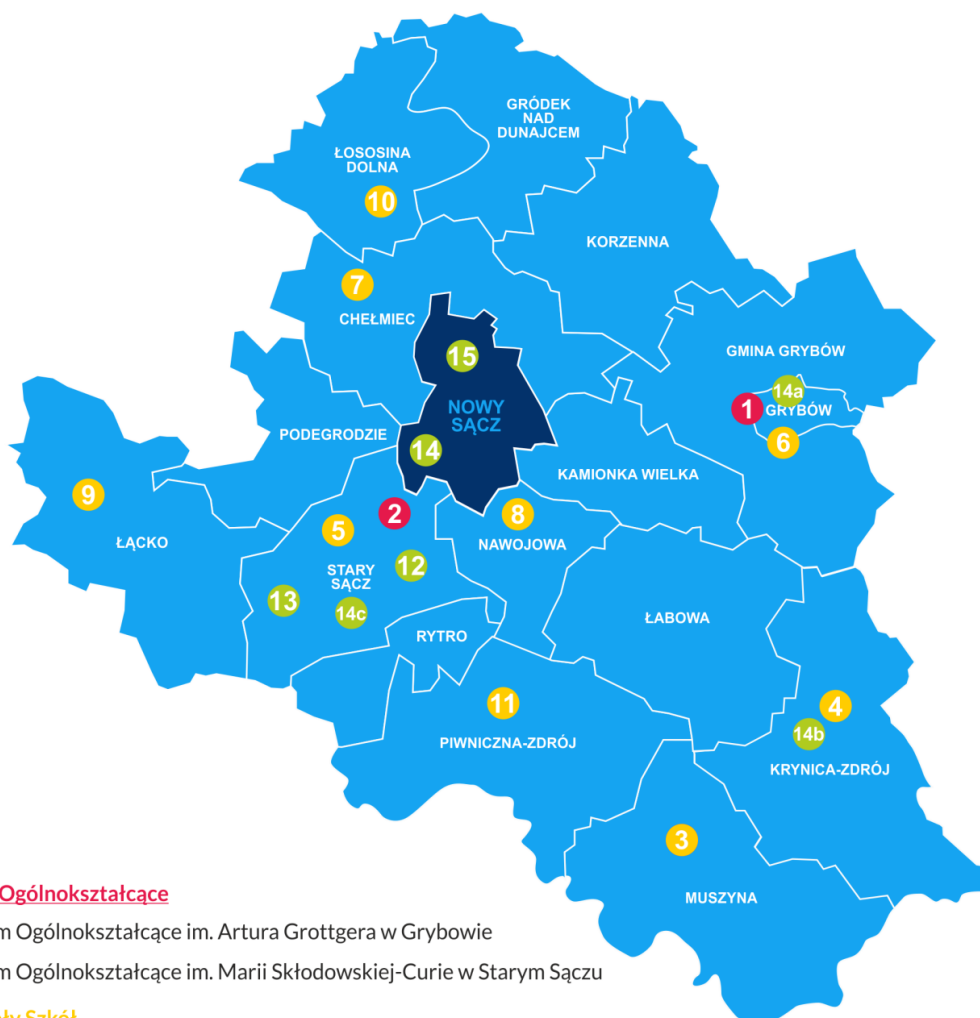 GRÓDEK
NAD
DUNAJCEM
ŁOSOSINA
DOLNA
10
KORZENNA
7
CHEŁMIEC
15
GMINA GRYBÓW
14a
1
GRYBÓW
NOWY
SĄCZ
PODEGRODZIE
14
6
KAMIONKA WIELKA
9
2
8
5
ŁĄCKO
NAWOJOWA
STARY
SĄCZ
12
13
14c
ŁABOWA
RYTRO
11
4
14b
PIWNICZNA-ZDRÓJ
KRYNICA-ZDRÓJ
3
MUSZYNA
Ogólnokształcące
m Ogólnokształcące im. Artura Grottgera w Grybowie
m Ogólnokształcące im. Marii Skłodowskiej-Curie w Starym Sączu
Szkół